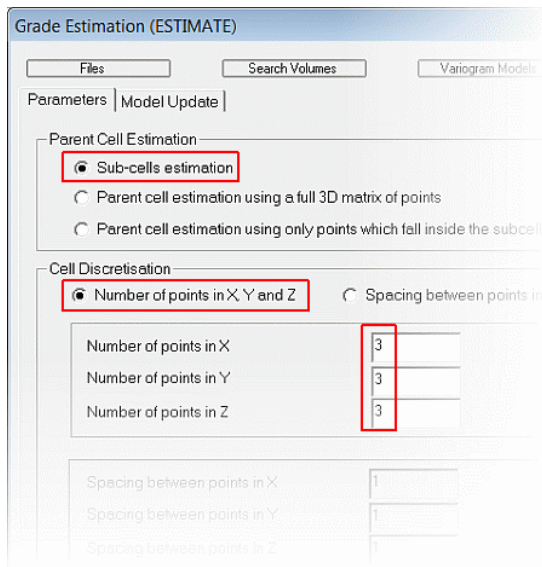 Grade Estimation (ESTIMATE)
Files Search Volumes Variogram Models
Parameters Model Update
Parent Cell Estimation
Sub-cells estimation
Parent cell estimation using a full 3D matrix of points
Parent cell estimation using only points which fall inside the subcell
Cell Discretisation
Number of points in X, Y and Z Spacing between points in
Number of points in X 3
Number of points in Y 3
Number of points in Z 3
Spacing between points in X 1
Spacing between points in Y 1
Spacing between points in Z 1